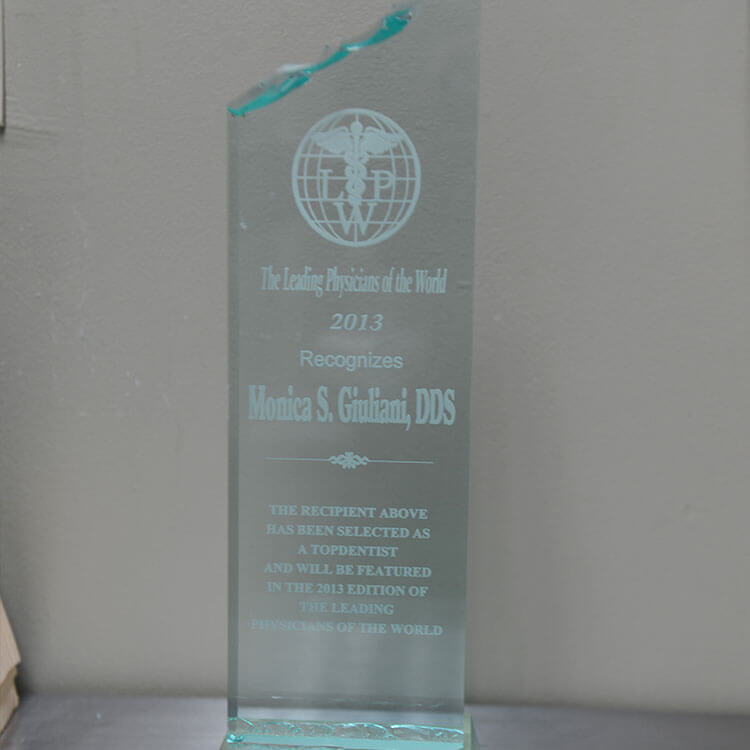 L P
W
The Leading Physicians of the World
2013
Recognizes
Monica S. Giuliani, DDS
THE RECIPIENT ABOVE
HAS BEEN SELECTED AS
A TOPDENTIST
AND WILL BE FEATURED
IN THE 2013 EDITION OF
THE LEADING
PHYSICIANS OF THE WORLD